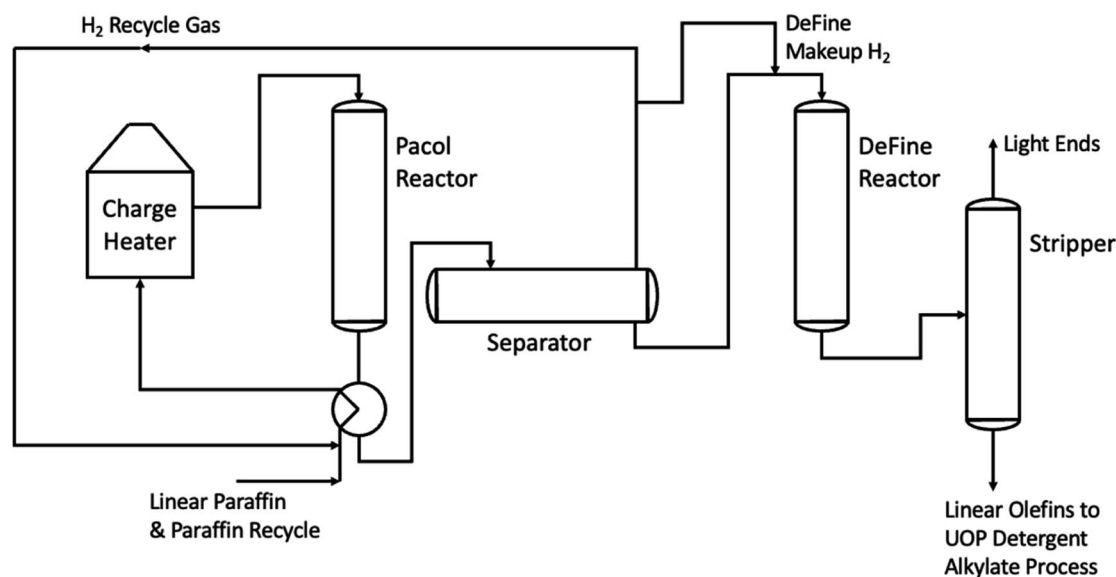 H₂ Recycle Gas
DeFine
Makeup H₂
Charge
Heater
Pacol
Reactor
DeFine
Reactor
Light Ends
Stripper
Separator
Linear Paraffin
& Paraffin Recycle
Linear Olefins to
UOP Detergent
Alkylate Process